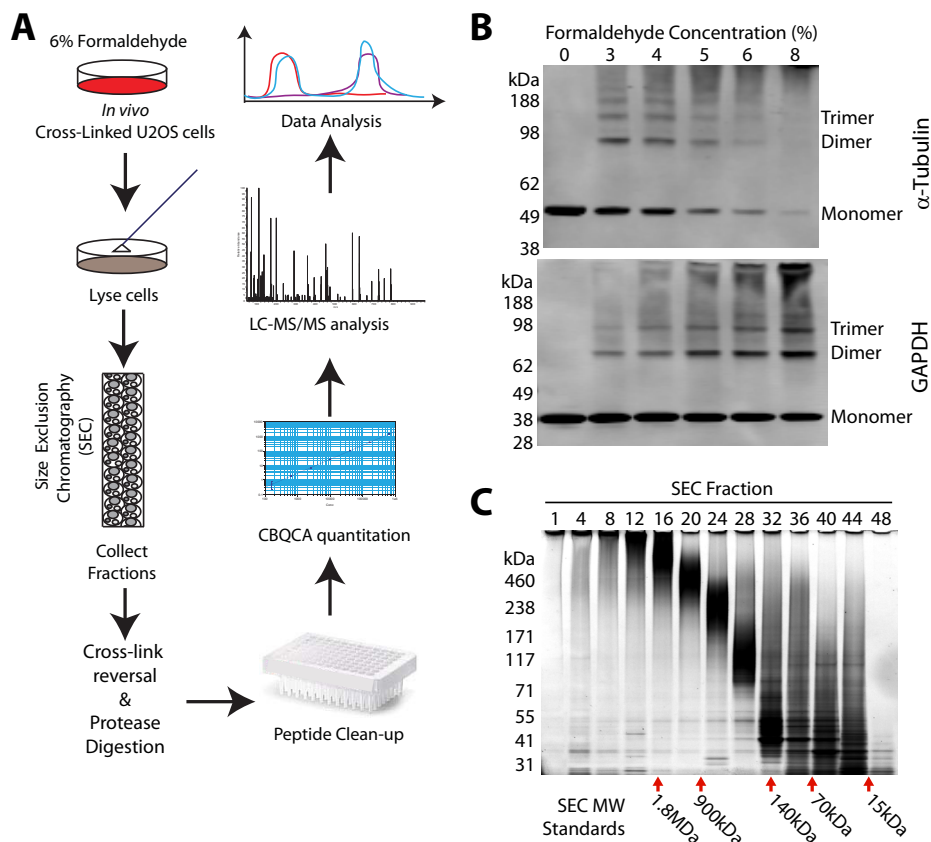 A
6% Formaldehyde
In vivo
Cross-Linked U2OS cells
Lyse cells
Size Exclusion
Chromatography
(SEC)
Collect
Fractions
Cross-link
reversal
&
Protease
Digestion
Peptide Clean-up
CBQCA quantitation
LC-MS/MS analysis
Data Analysis
B
Formaldehyde Concentration (%)
0 3 4 5 6 8
kDa
188
98
62
49
38
Trimer
Dimer
Monomer
α-Tubulin
kDa
188
98
62
49
38
28
Trimer
Dimer
Monomer
GAPDH
C
SEC Fraction
1 4 8 12 16 20 24 28 32 36 40 44 48
kDa
460
238
171
117
71
55
41
31
SEC MW
Standards
1.8MDa
900kDa
140kDa
70kDa
15kDa